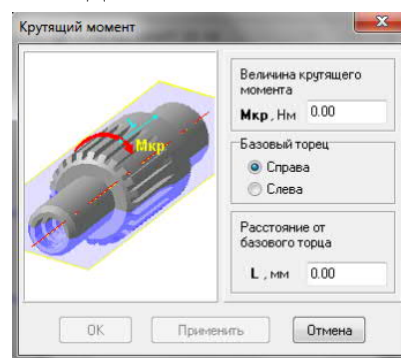 Крутящий момент
Мкр
Величина крутящего
момента
Мкр , Нм 0.00
Базовый торец
Справа
Слева
Расстояние от
базового торца
L , мм 0.00
OK Применить Отмена